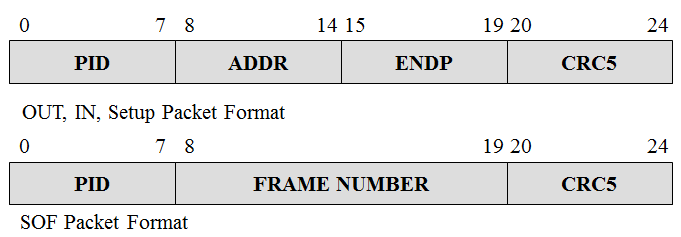 0 7 8 14 15 19 20 24
PID ADDR ENDP CRC5
OUT, IN, Setup Packet Format
0 7 8 19 20 24
PID FRAME NUMBER CRC5
SOF Packet Format